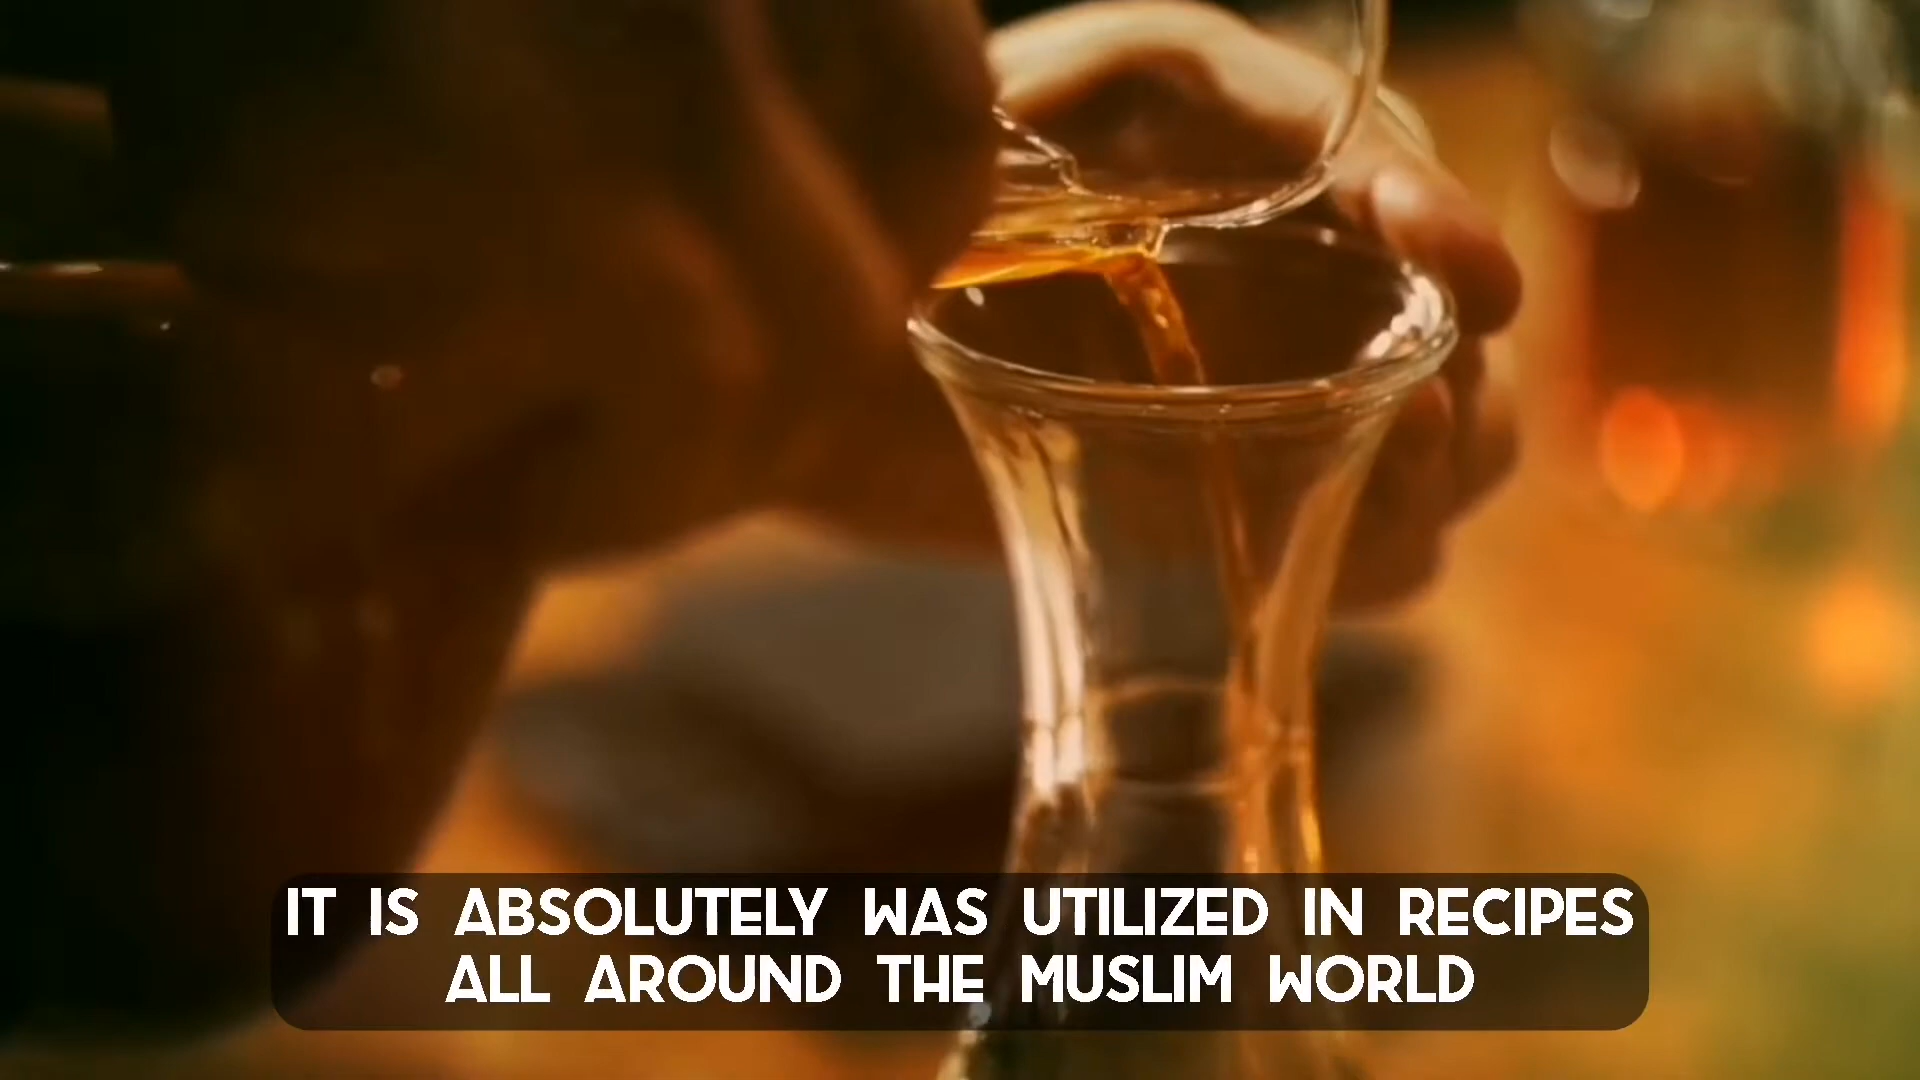 IT IS ABSOLUTELY WAS UTILIZED IN RECIPES
ALL AROUND THE MUSLIM WORLD